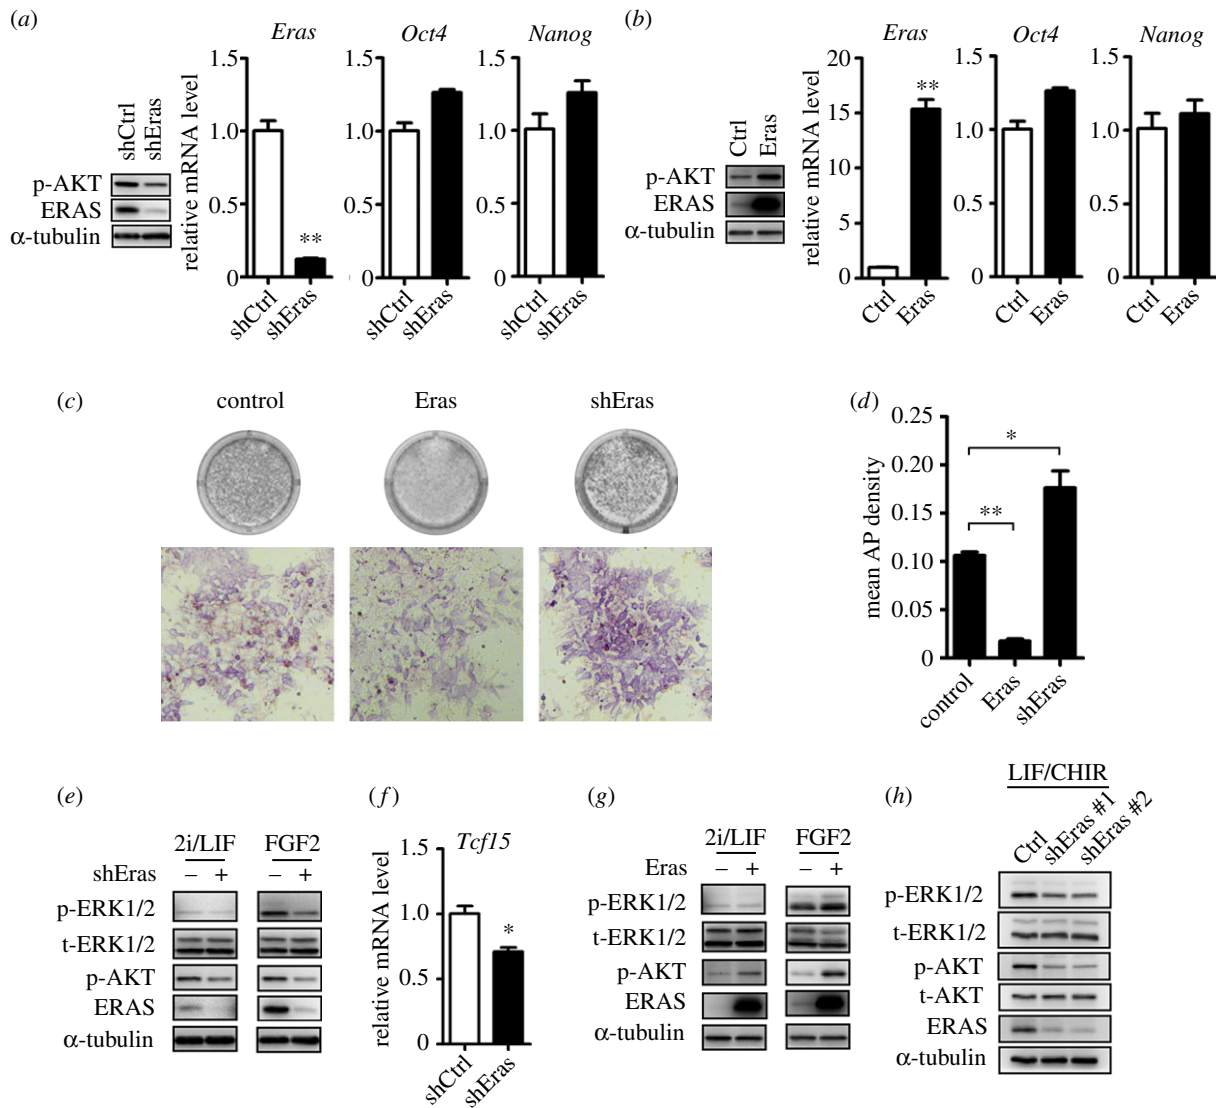 (a)
shCtrl
shEras
p-AKT
ERAS
α-tubulin
relative mRNA level
Eras
1.5
1.0
0.5
0
**
shCtrl
shEras
Oct4
1.5
1.0
0.5
0
shCtrl
shEras
Nanog
1.5
1.0
0.5
0
shCtrl
shEras
(b)
Ctrl
Eras
p-AKT
ERAS
α-tubulin
relative mRNA level
Eras
20
15
10
5
0
**
Ctrl
Eras
Oct4
1.5
1.0
0.5
0
Ctrl
Eras
Nanog
1.5
1.0
0.5
0
Ctrl
Eras
(c)
control Eras shEras
(d)
mean AP density
0.25
0.20
0.15
0.10
0.05
0
*
**
control
Eras
shEras
(e)
2i/LIF FGF2
shEras – + – +
p-ERK1/2
t-ERK1/2
p-AKT
ERAS
α-tubulin
(f)
Tcf15
relative mRNA level
1.5
1.0
0.5
0
*
shCtrl
shEras
(g)
2i/LIF FGF2
Eras – + – +
p-ERK1/2
t-ERK1/2
p-AKT
ERAS
α-tubulin
(h)
LIF/CHIR
Ctrl
shEras #1
shEras #2
p-ERK1/2
t-ERK1/2
p-AKT
t-AKT
ERAS
α-tubulin